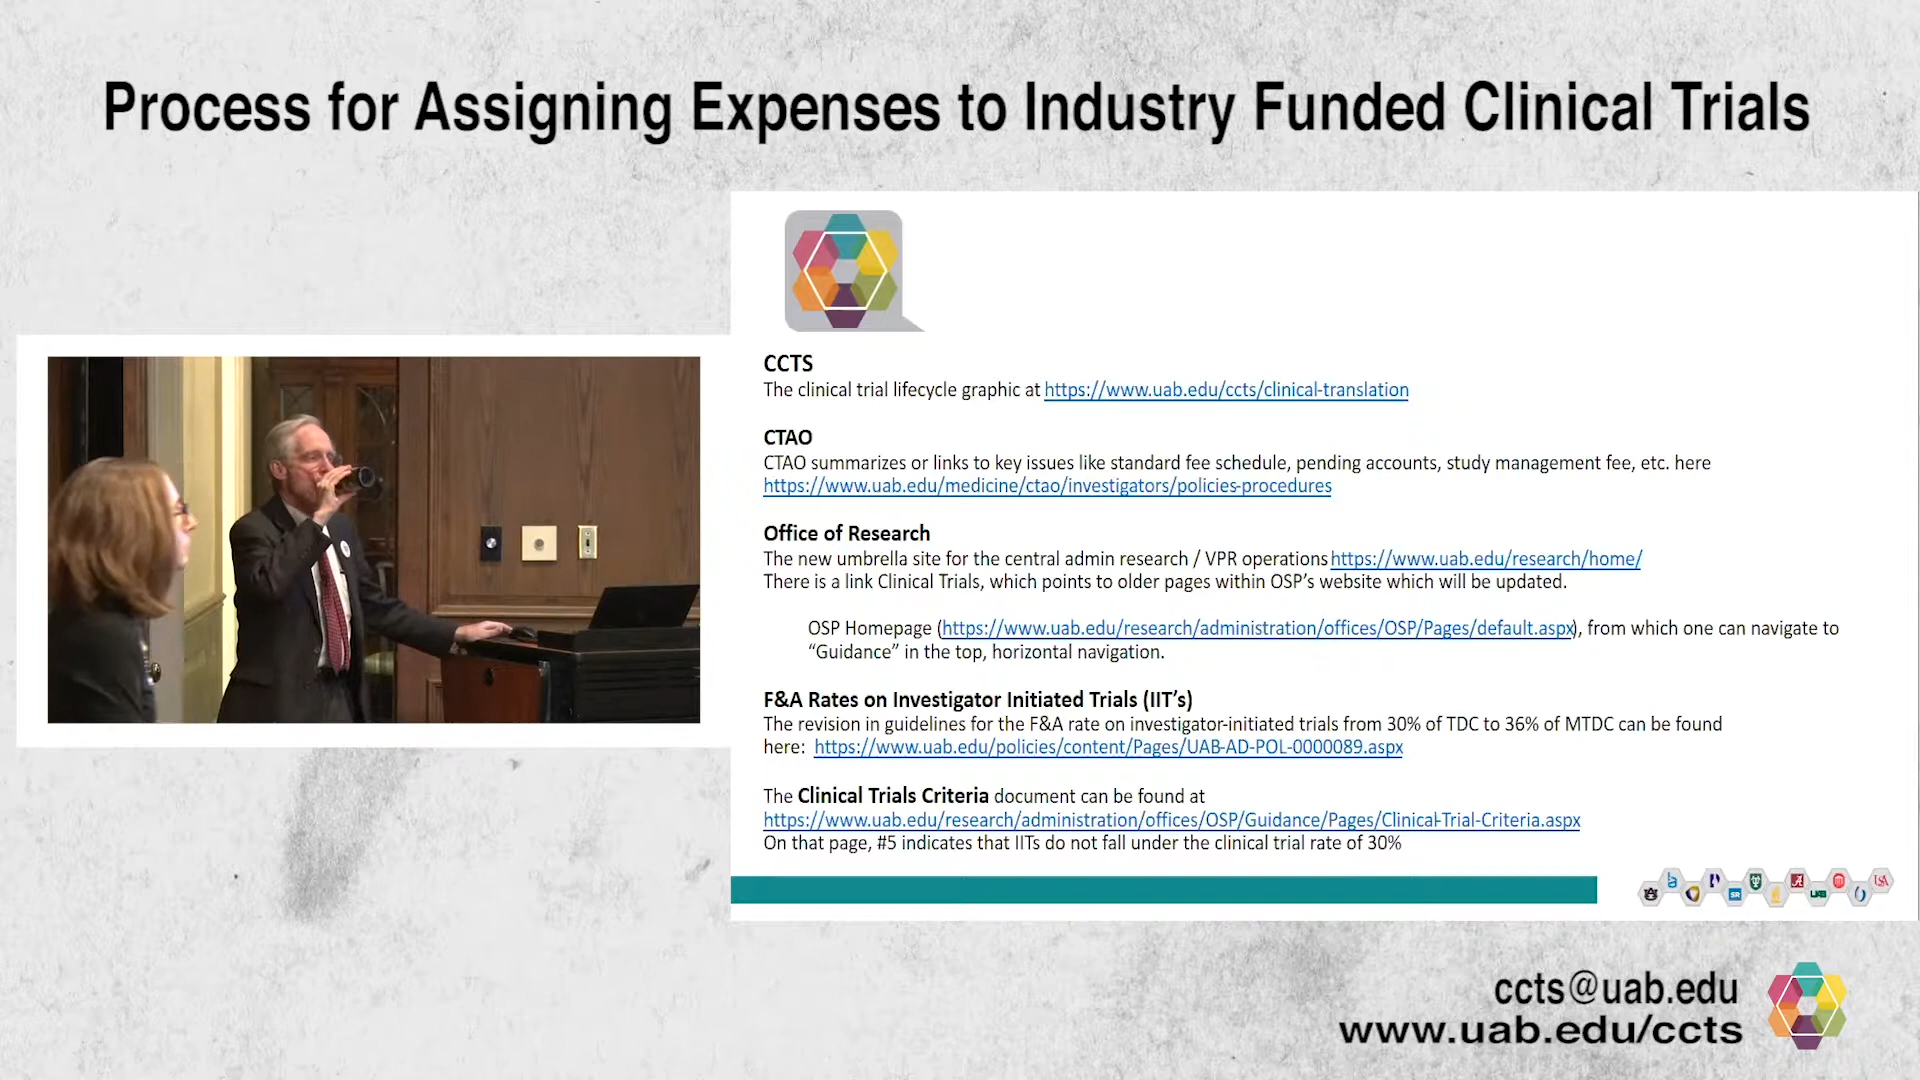 Process for Assigning Expenses to Industry Funded Clinical Trials
CCTS
The clinical trial lifecycle graphic at https://www.uab.edu/ccts/clinical-translation
CTAO
CTAO summarizes or links to key issues like standard fee schedule, pending accounts, study management fee, etc. here
https://www.uab.edu/medicine/ctao/investigators/policies-procedures
Office of Research
The new umbrella site for the central admin research / VPR operations https://www.uab.edu/research/home/
There is a link Clinical Trials, which points to older pages within OSP’s website which will be updated.
OSP Homepage (https://www.uab.edu/research/administration/offices/OSP/Pages/default.aspx), from which one can navigate to
“Guidance” in the top, horizontal navigation.
F&A Rates on Investigator Initiated Trials (IIT’s)
The revision in guidelines for the F&A rate on investigator-initiated trials from 30% of TDC to 36% of MTDC can be found
here: https://www.uab.edu/policies/content/Pages/UAB-AD-POL-0000089.aspx
The Clinical Trials Criteria document can be found at
https://www.uab.edu/research/administration/offices/OSP/Guidance/Pages/Clinical-Trial-Criteria.aspx
On that page, #5 indicates that IITs do not fall under the clinical trial rate of 30%
SR
UAB
USA
ccts@uab.edu
www.uab.edu/ccts